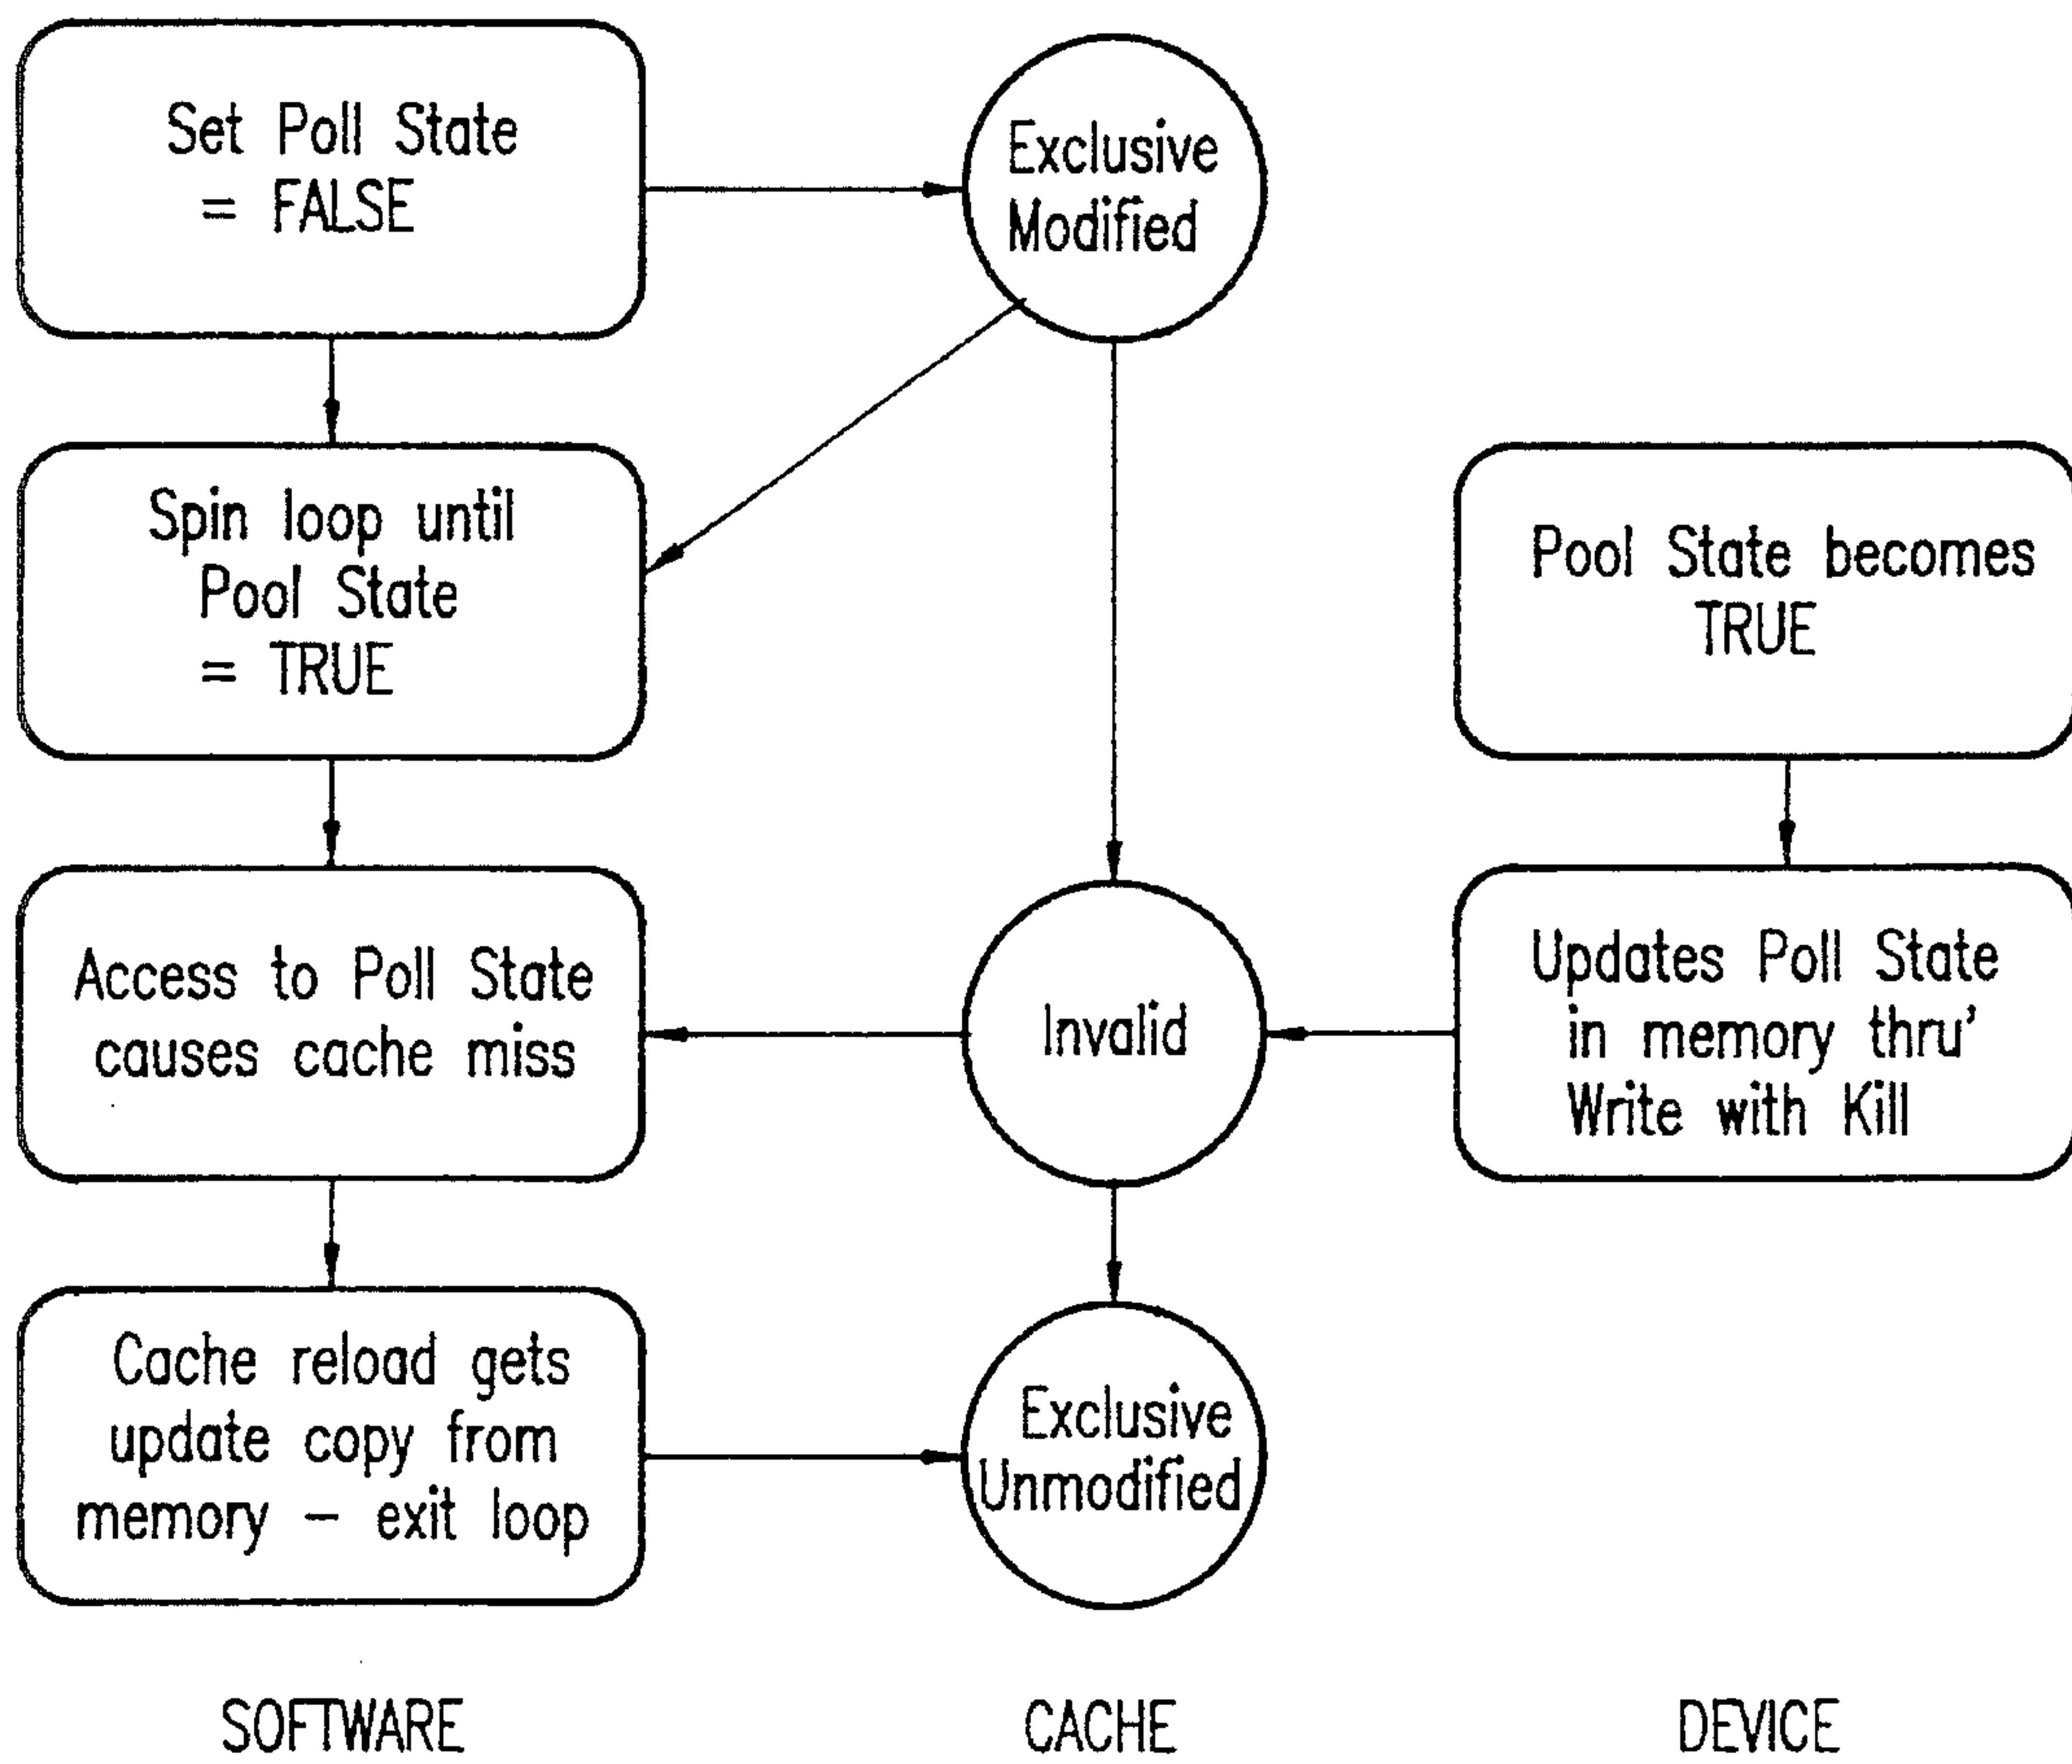 Set Poll State
= FALSE
Exclusive
Modified
Spin loop until
Pool State
= TRUE
Pool State becomes
TRUE
Access to Poll State
causes cache miss
Invalid
Updates Poll State
in memory thru'
Write with Kill
Cache reload gets
update copy from
memory – exit loop
Exclusive
Unmodified
SOFTWARE
CACHE
DEVICE